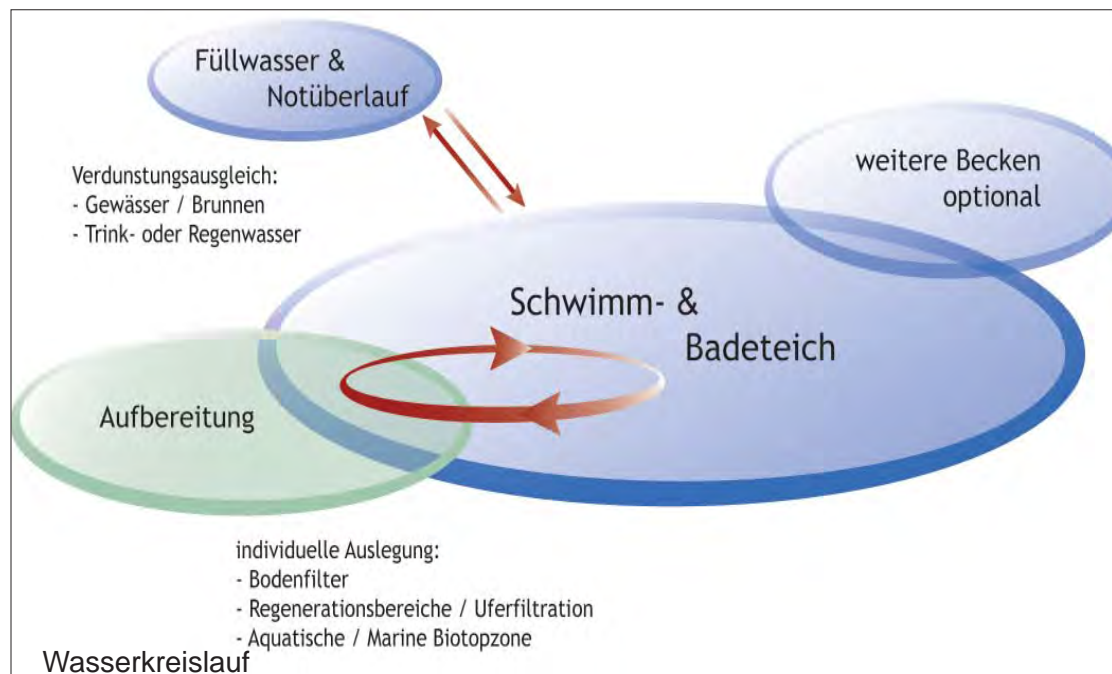 Füllwasser &
Notüberlauf
weitere Becken
optional
Verdunstungsausgleich:
- Gewässer / Brunnen
- Trink- oder Regenwasser
Schwimm- &
Badeteich
Aufbereitung
individuelle Auslegung:
- Bodenfilter
- Regenerationsbereiche / Uferfiltration
- Aquatische / Marine Biotopzone
Wasserkreislauf